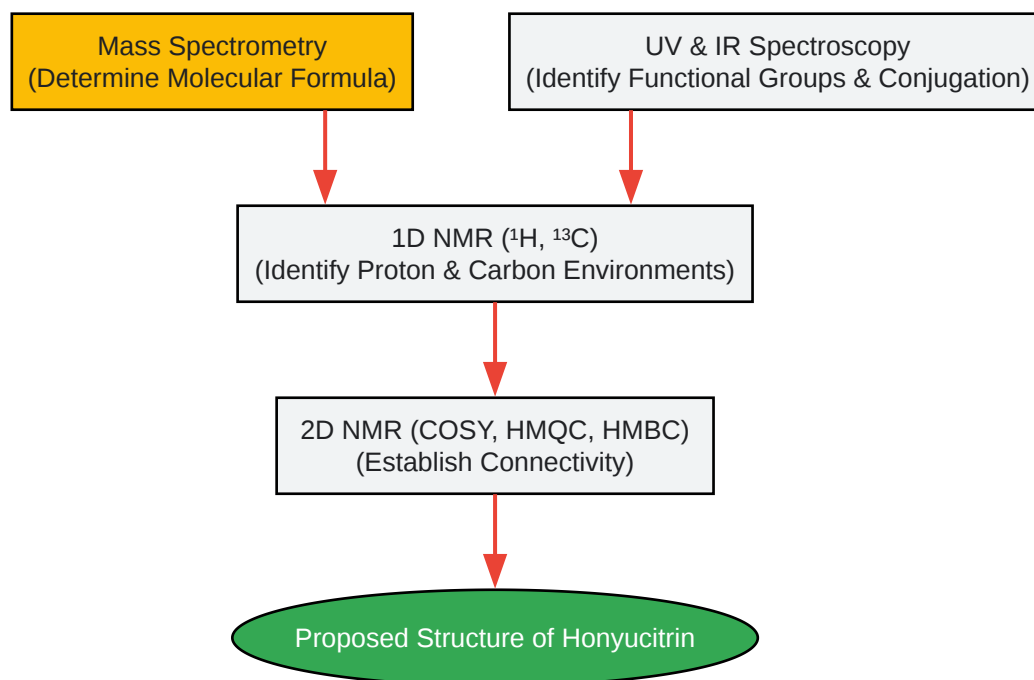 Mass Spectrometry
(Determine Molecular Formula)
UV & IR Spectroscopy
(Identify Functional Groups & Conjugation)
1D NMR (¹H, ¹³C)
(Identify Proton & Carbon Environments)
2D NMR (COSY, HMQC, HMBC)
(Establish Connectivity)
Proposed Structure of Honyucitrin